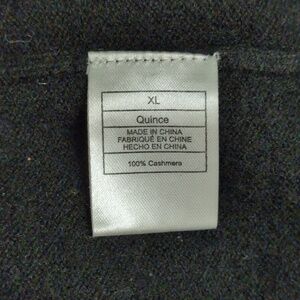 XL
Quince
MADE IN CHINA
FABRIQUÉ EN CHINE
HECHO EN CHINA
100% Cashmere